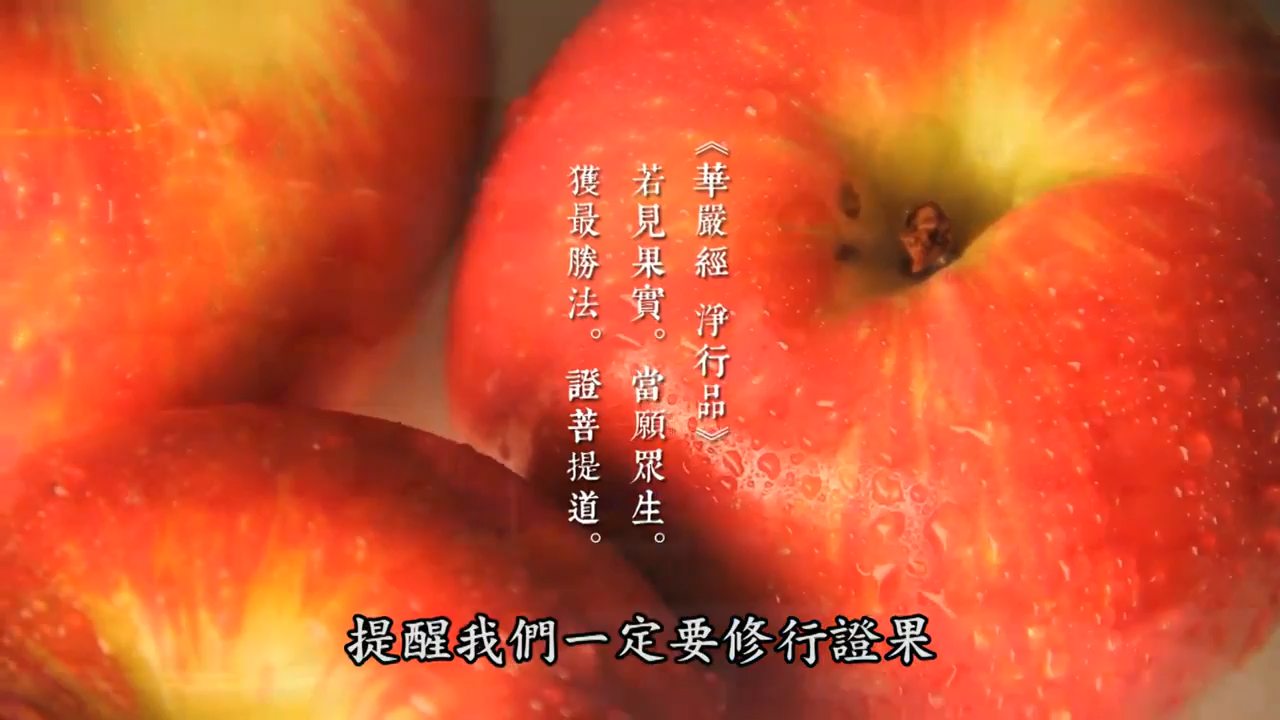 《華嚴經 淨行品》
若見果實。當願眾生。
獲最勝法。證菩提道。
提醒我們一定要修行證果